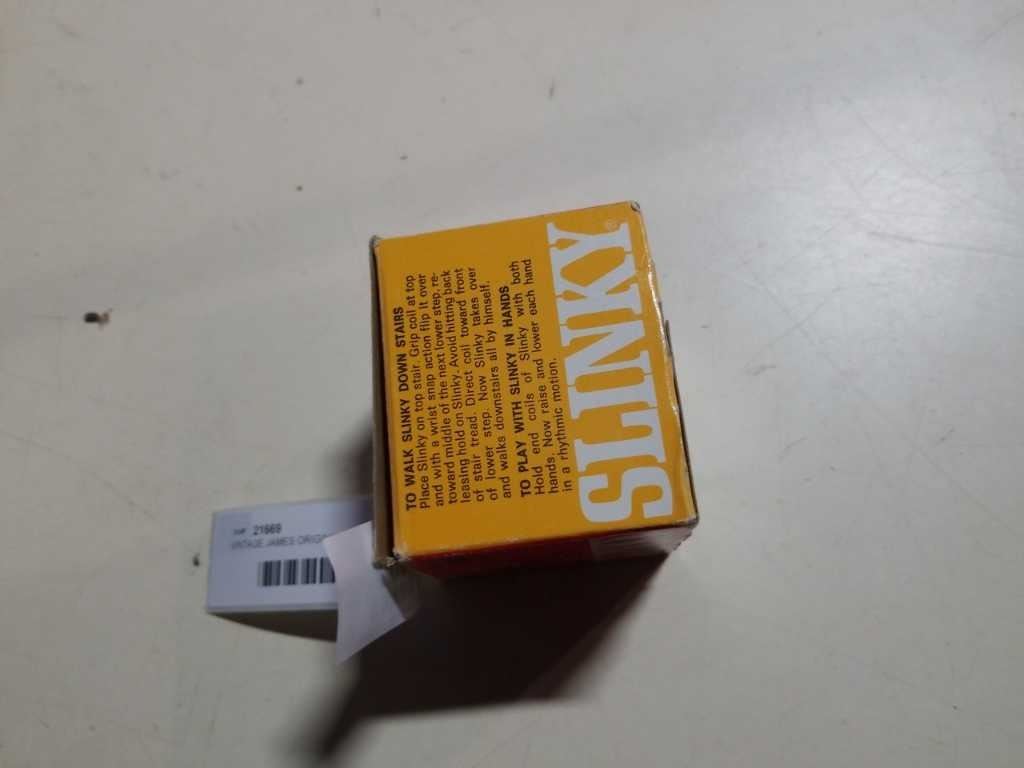 TO WALK SLINKY DOWN STAIRS
Place Slinky on top stair. Grip coil at top
and with a wrist snap action flip it over
toward middle of the next lower step, re-
leasing hold on Slinky. Avoid hitting back
of stair tread. Direct coil toward front
of lower step. Now Slinky takes over
and walks downstairs all by himself.
TO PLAY WITH SLINKY IN HANDS
Hold end coils of Slinky with both
hands. Now raise and lower each hand
in a rhythmic motion.
SLINKY®
21669
VINTAGE JAMES